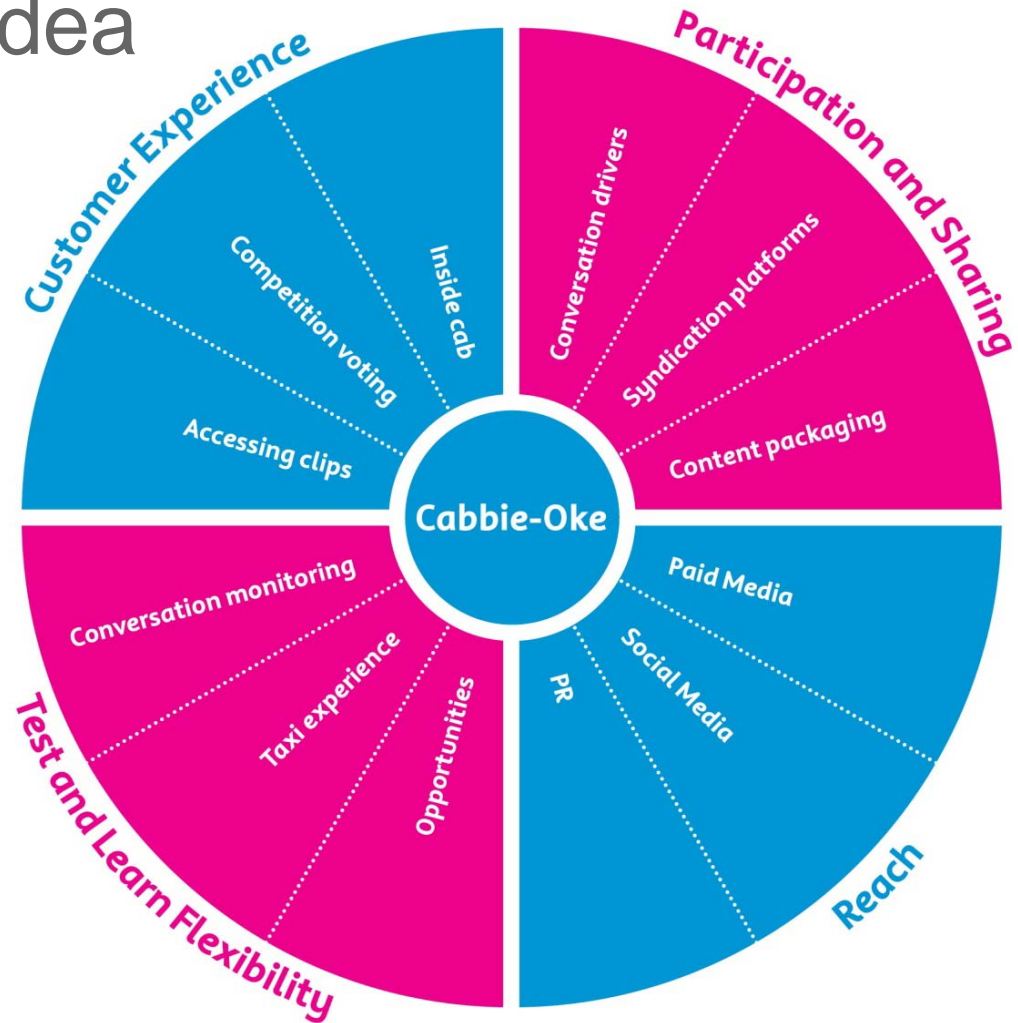 dea
Customer Experience
Inside cab
Competition voting
Accessing clips
Participation and Sharing
Conversation drivers
Syndication platforms
Content packaging
Cabbie-Oke
Conversation monitoring
Taxi experience
Opportunities
Test and Learn Flexibility
Paid Media
Social Media
PR
Reach